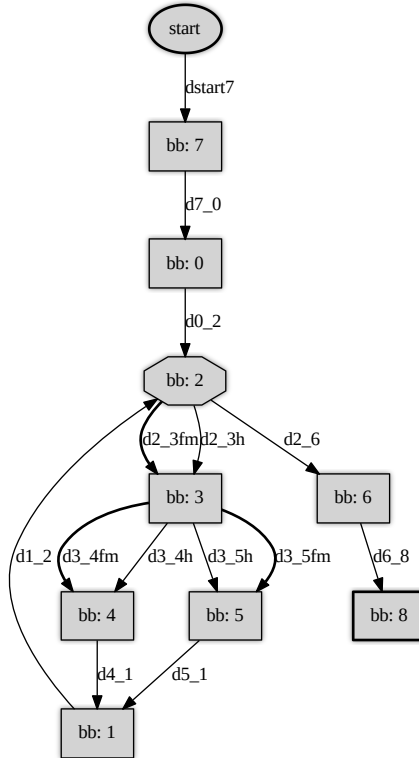 start
dstart7
bb: 7
d7_0
bb: 0
d0_2
bb: 2
d2_3fm
d2_3h
d2_6
bb: 3
bb: 6
d1_2
d3_4fm
d3_4h
d3_5h
d3_5fm
d6_8
bb: 4
bb: 5
bb: 8
d4_1
d5_1
bb: 1